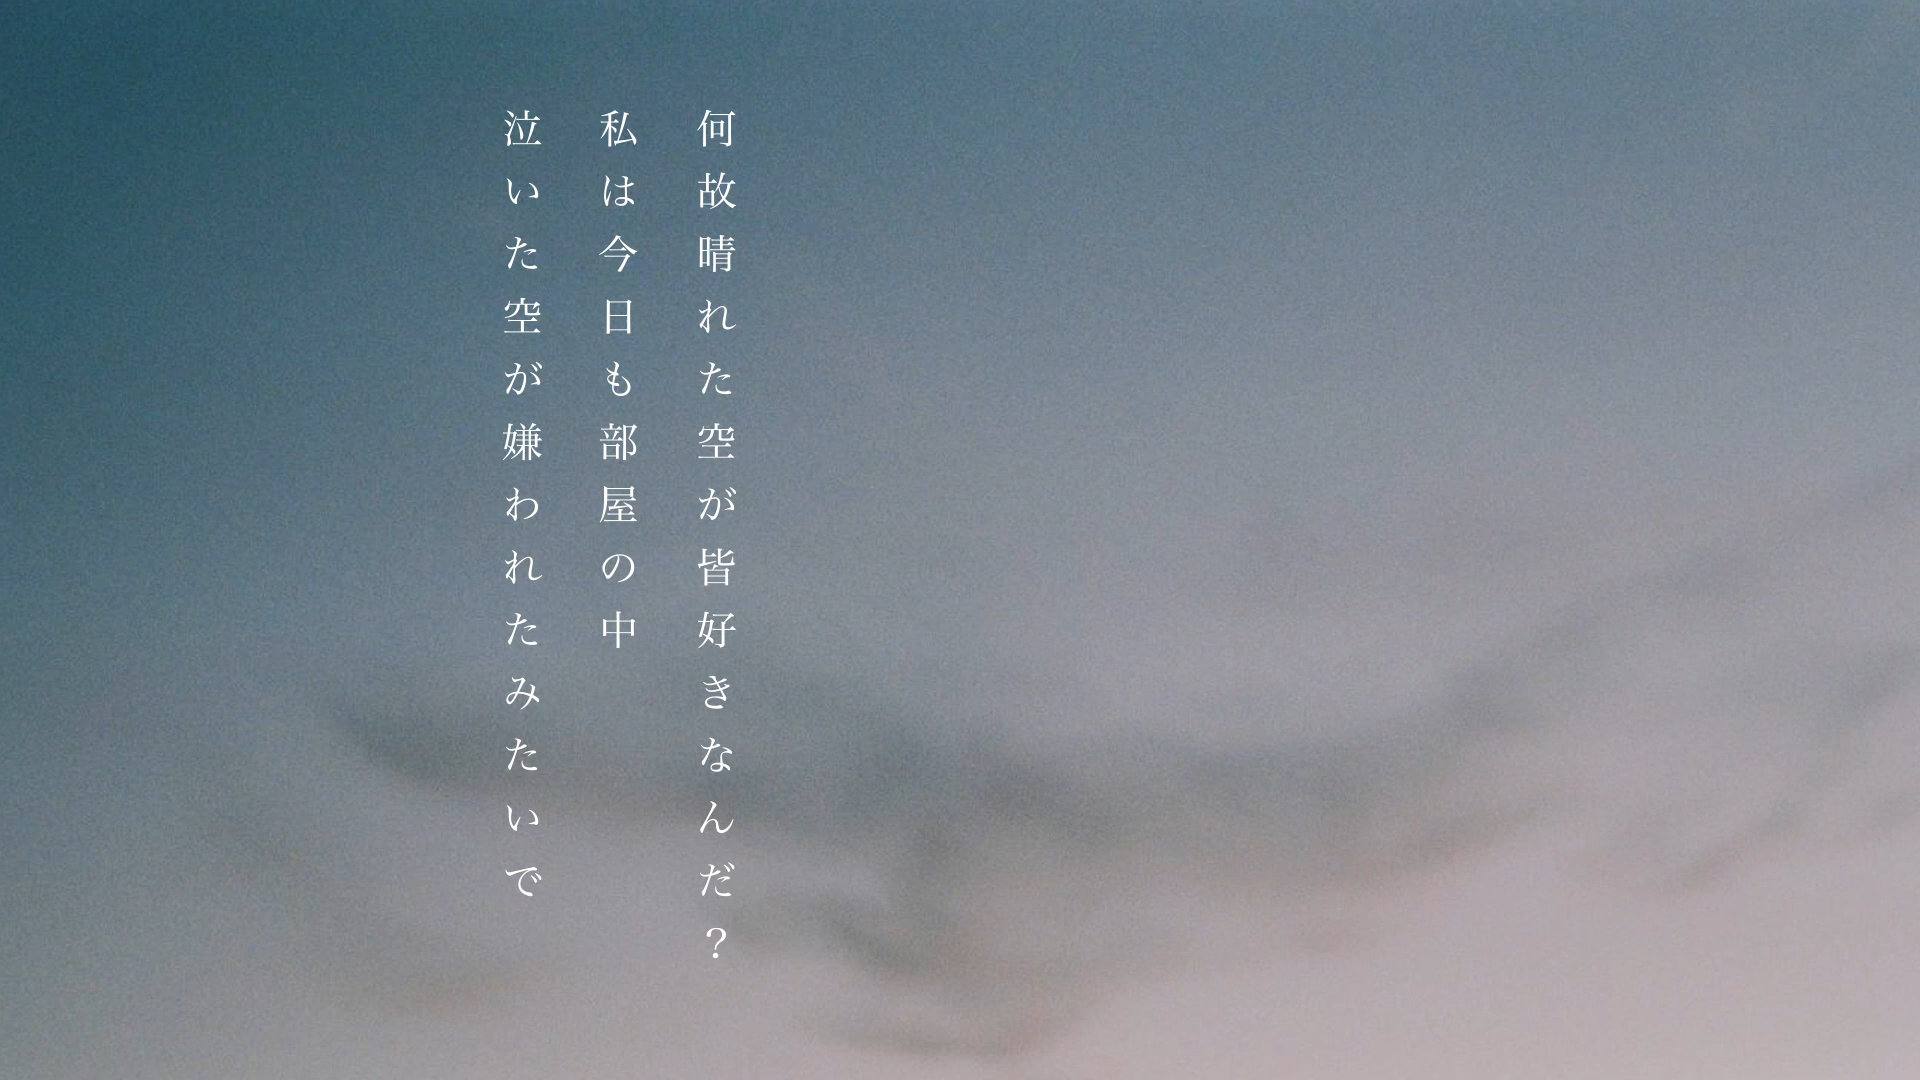 何故晴れた空が皆好きなんだ？
私は今日も部屋の中
泣いた空が嫌われたみたいで